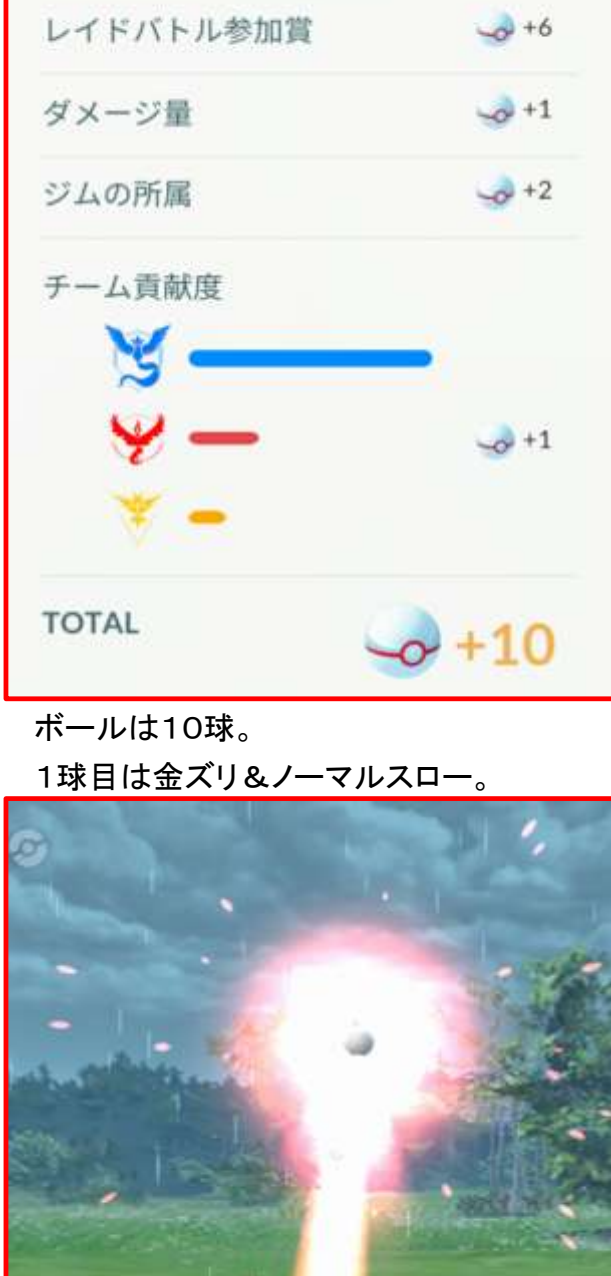 レイドバトル参加賞 +6
ダメージ量 +1
ジムの所属 +2
チーム貢献度
+1
TOTAL +10
ボールは10球。
1球目は金ズリ&ノーマルスロー。